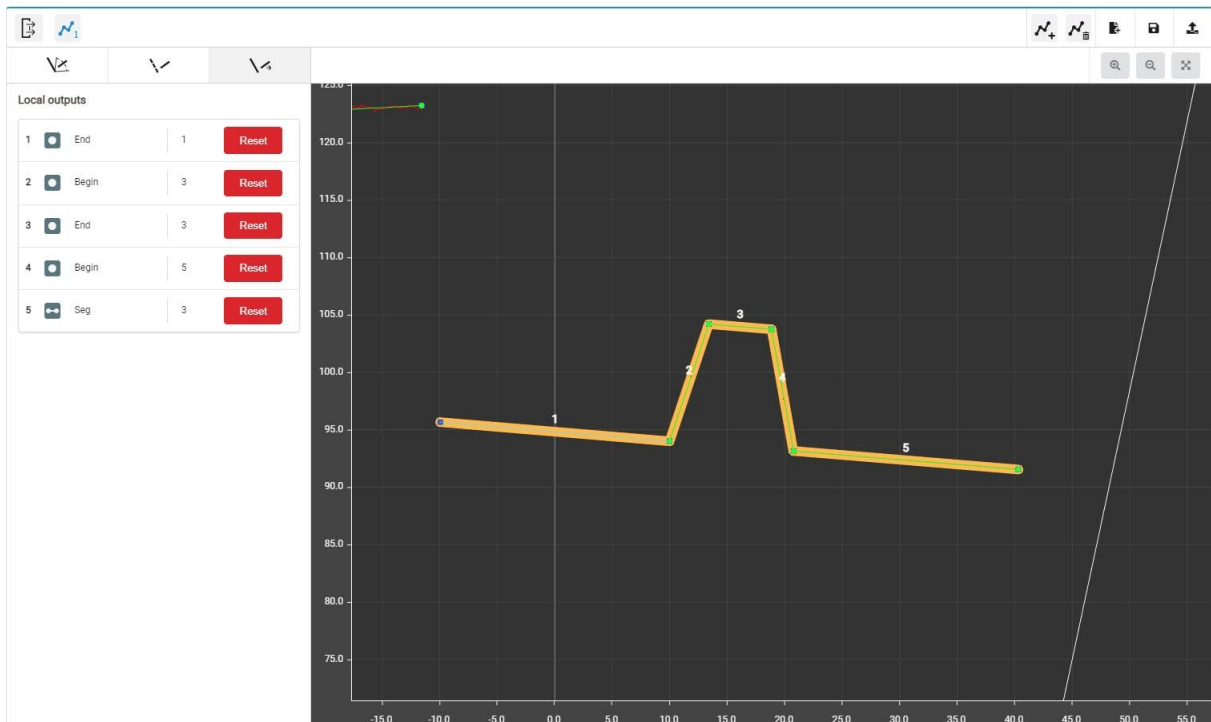 1
Local outputs
1 End 1 Reset
2 Begin 3 Reset
3 End 3 Reset
4 Begin 5 Reset
5 Seg 3 Reset
125.0
120.0
115.0
110.0
105.0
100.0
95.0
90.0
85.0
80.0
75.0
3
2
4
1
5
-15.0 -10.0 -5.0 0.0 5.0 10.0 15.0 20.0 25.0 30.0 35.0 40.0 45.0 50.0 55.0